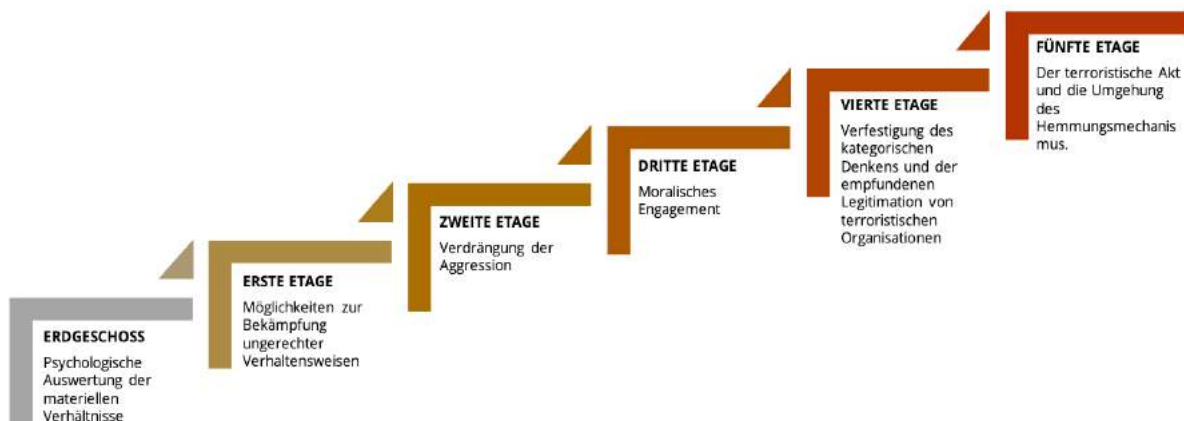 ERDGESCHOSS
Psychologische
Auswertung der
materiellen
Verhältnisse
ERSTE ETAGE
Möglichkeiten zur
Bekämpfung
ungerechter
Verhaltensweisen
ZWEITE ETAGE
Verdrängung der
Aggression
DRITTE ETAGE
Moralisches
Engagement
VIERTE ETAGE
Verfestigung des
kategorischen
Denkens und der
empfundenen
Legitimation von
terroristischen
Organisationen
FÜNFTE ETAGE
Der terroristische Akt
und die Umgehung
des
Hemmungsmechanis
mus.